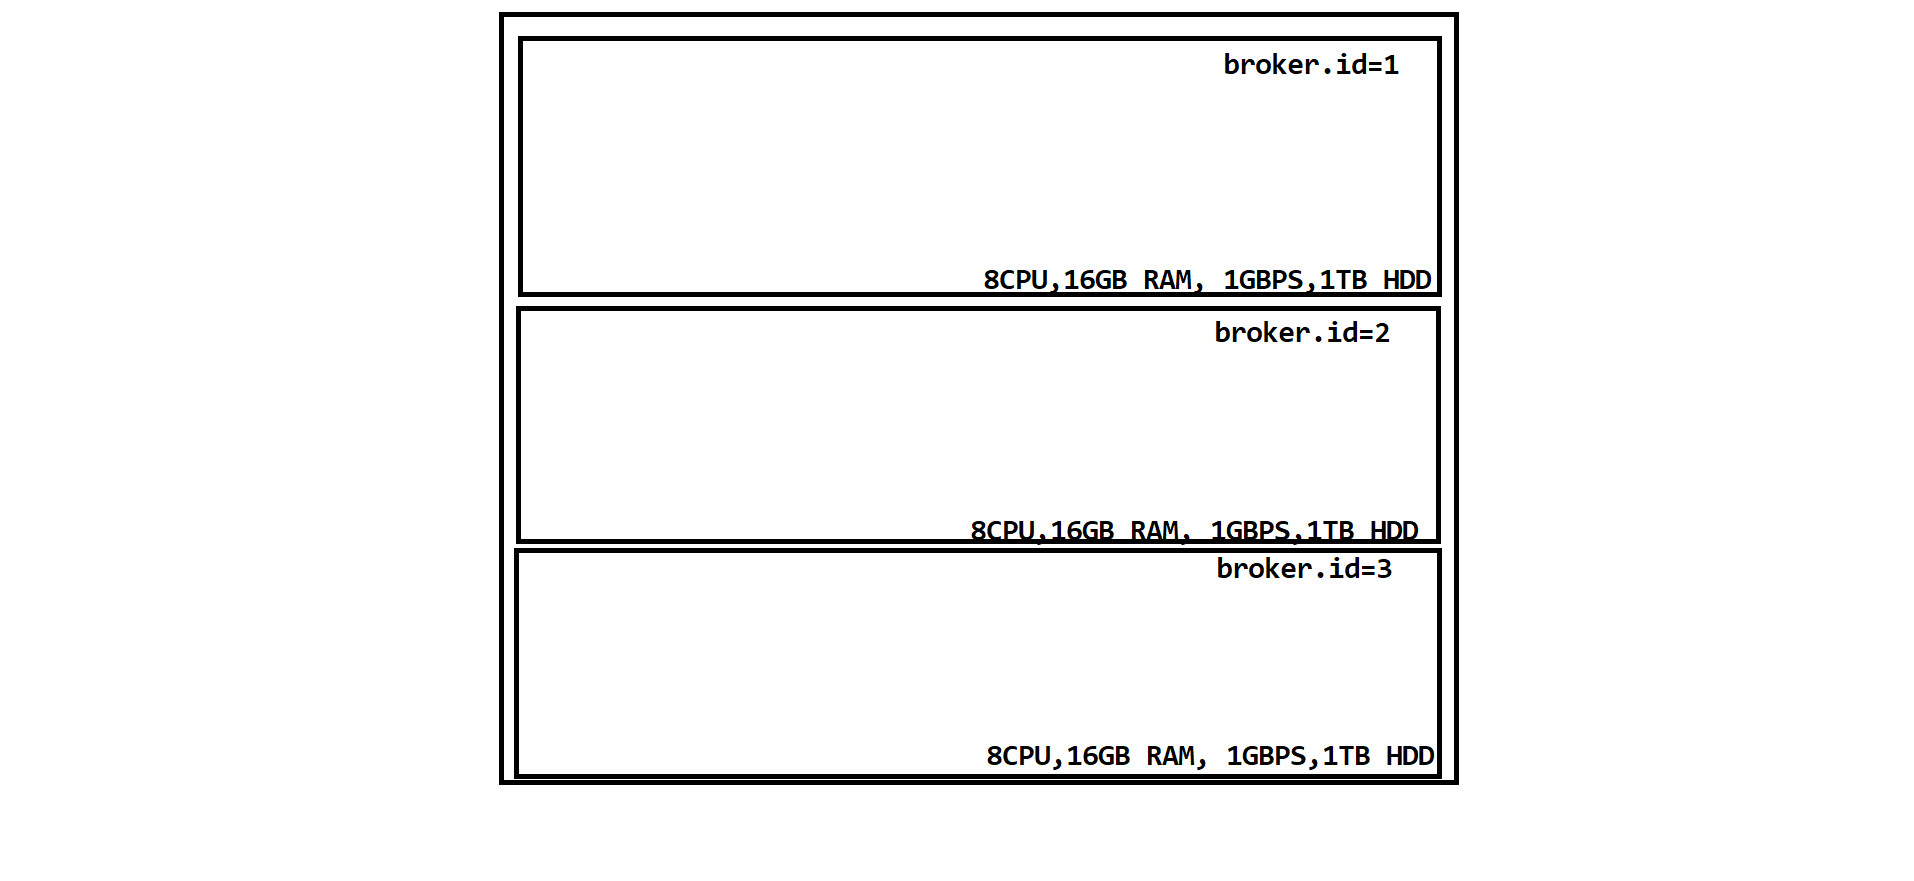 broker.id=1
8CPU,16GB RAM, 1GBPS,1TB HDD
broker.id=2
8CPU,16GB RAM, 1GBPS,1TB HDD
broker.id=3
8CPU,16GB RAM, 1GBPS,1TB HDD